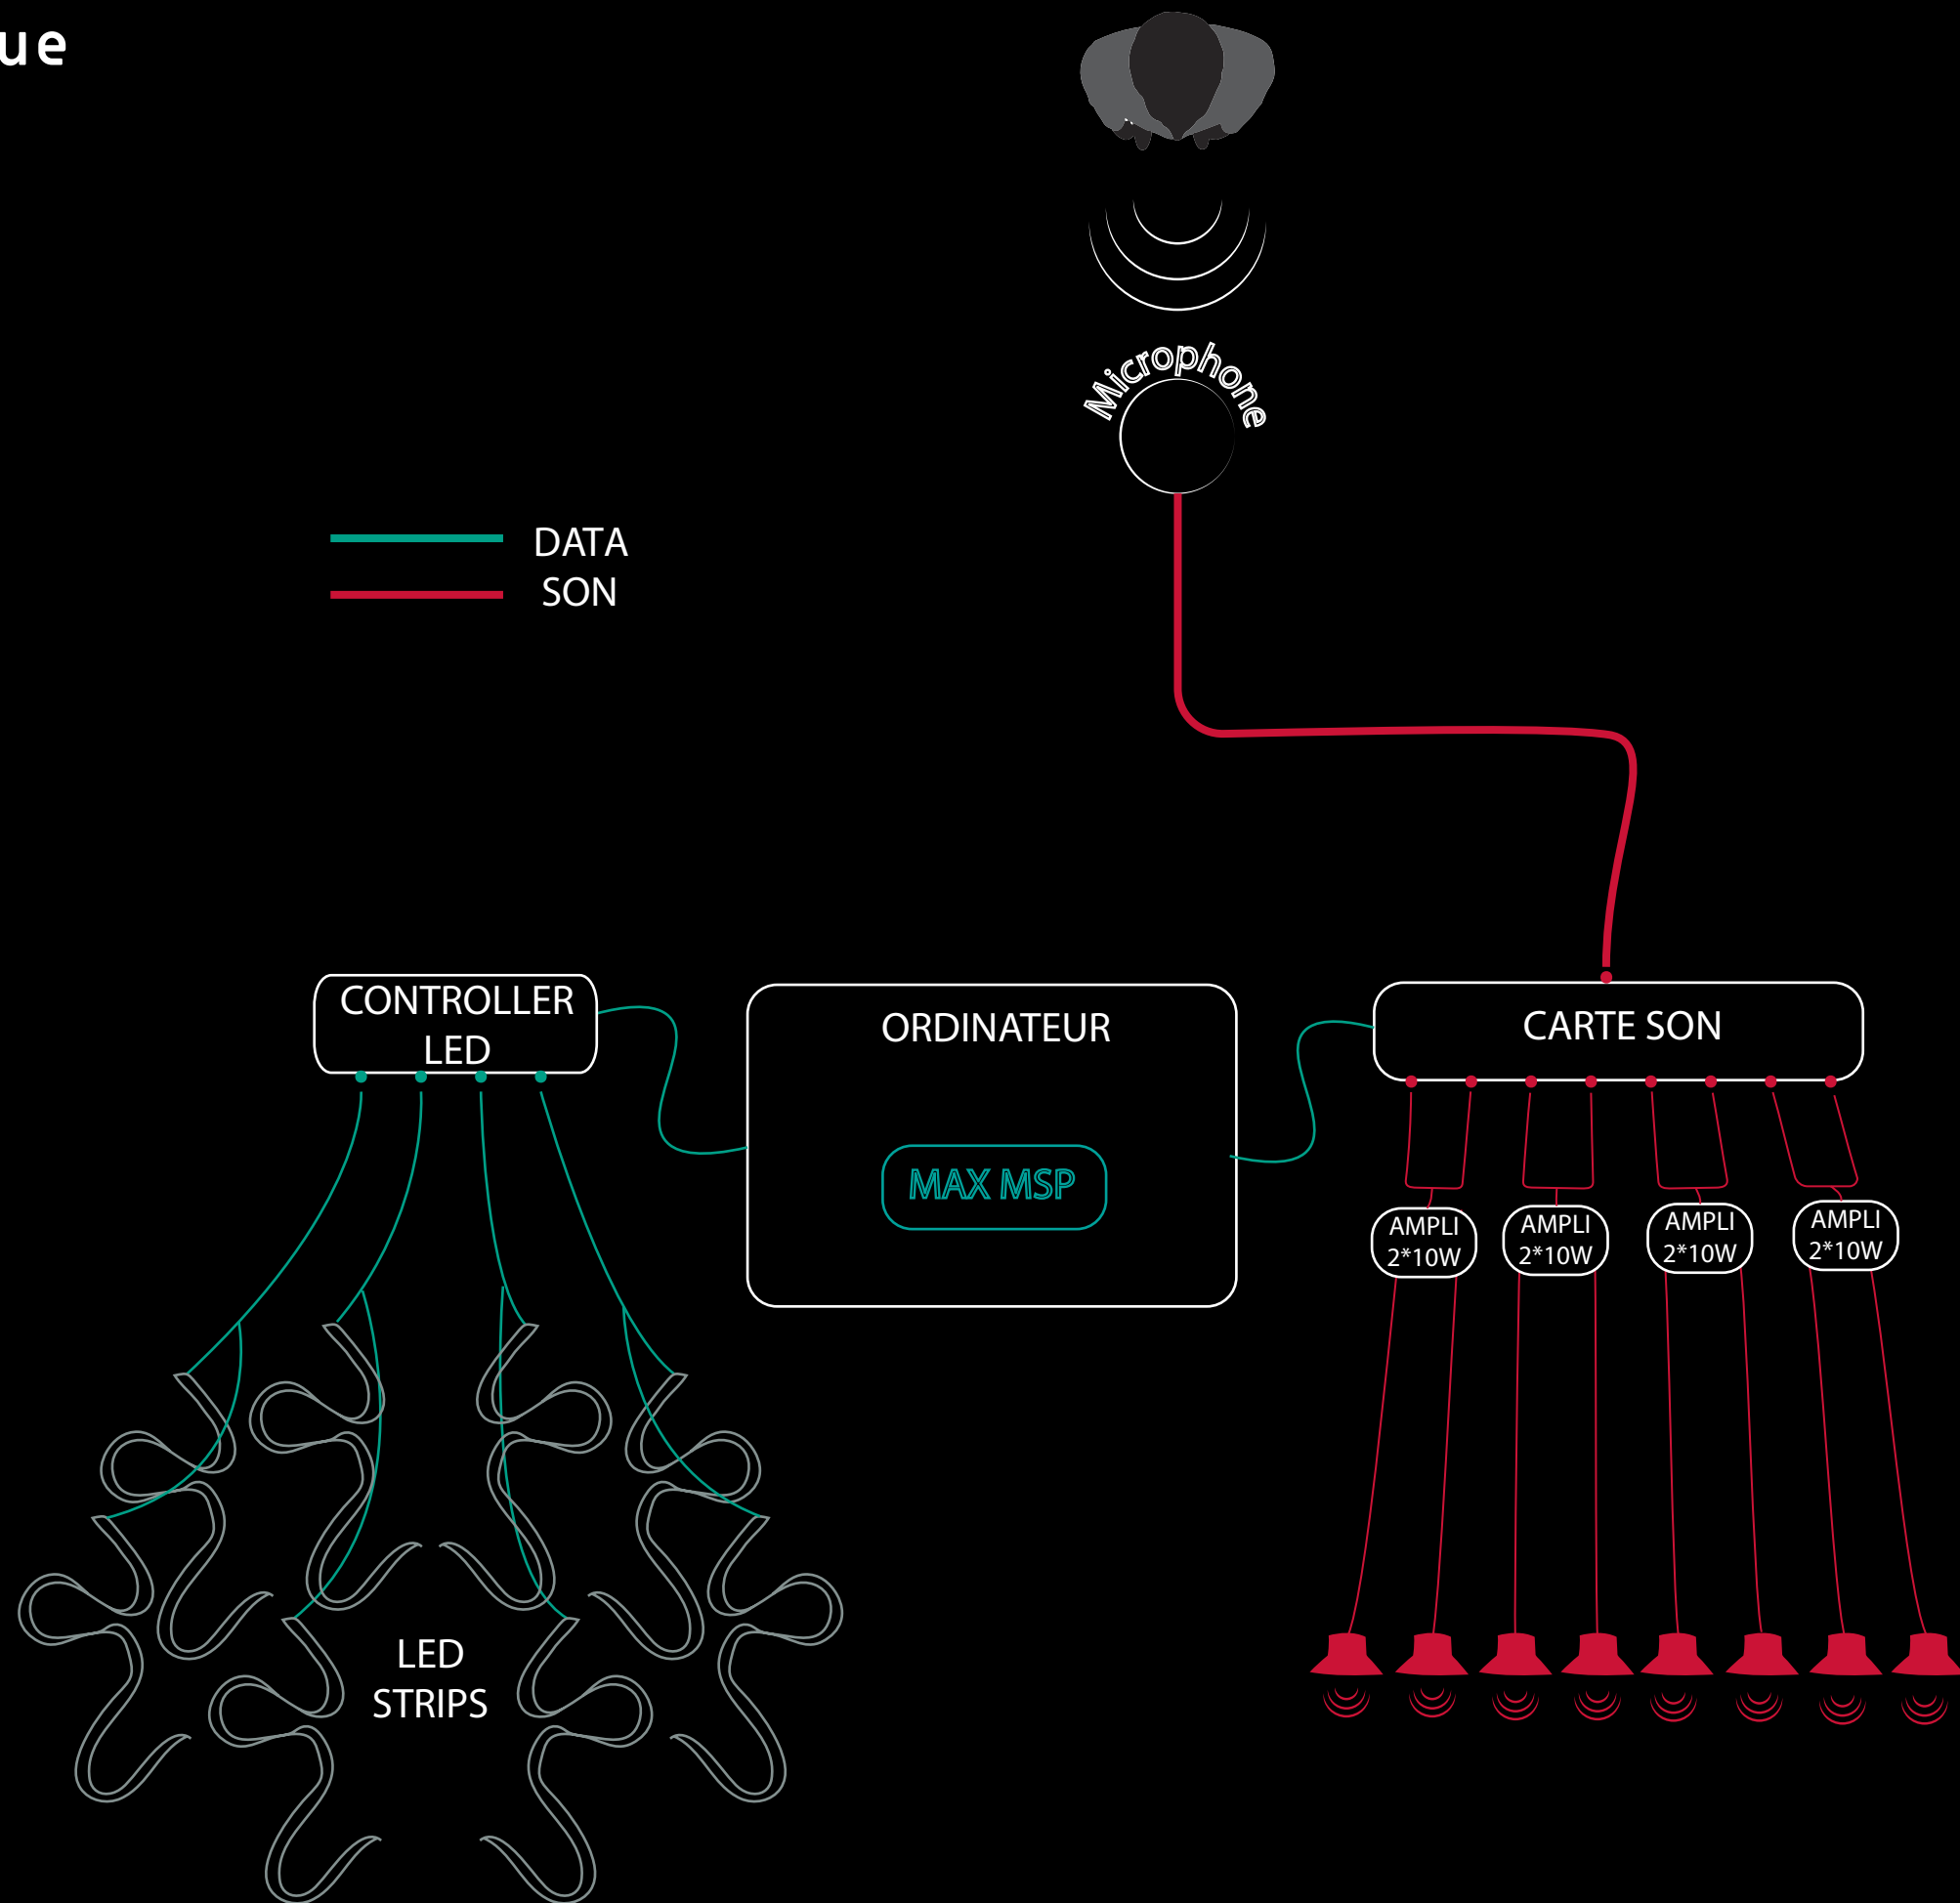 ue
Microphone
DATA
SON
CONTROLLER
LED
ORDINATEUR
MAX MSP
CARTE SON
AMPLI
2*10W
AMPLI
2*10W
AMPLI
2*10W
AMPLI
2*10W
LED
STRIPS